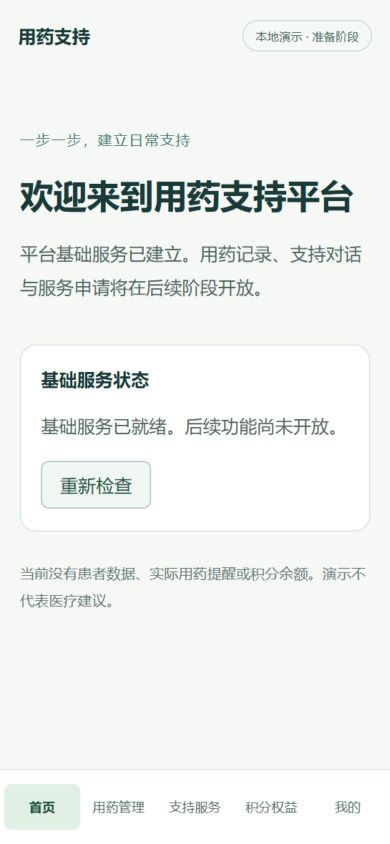 用药支持
本地演示 · 准备阶段
一步一步，建立日常支持
欢迎来到用药支持平台
平台基础服务已建立。用药记录、支持对话
与服务申请将在后续阶段开放。
基础服务状态
基础服务已就绪。后续功能尚未开放。
重新检查
当前没有患者数据、实际用药提醒或积分余额。演示不
代表医疗建议。
首页
用药管理
支持服务
积分权益
我的